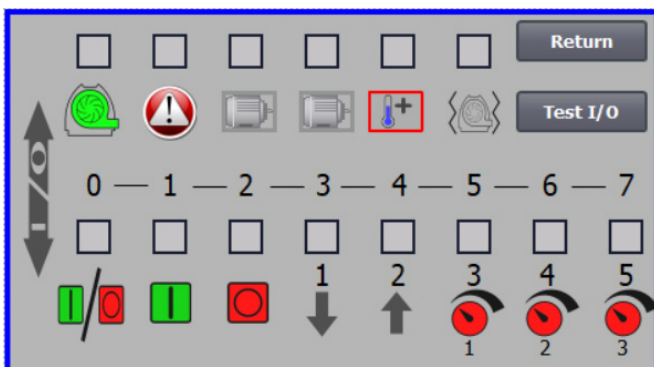 Return
Test I/O
I/O
0 — 1 — 2 — 3 — 4 — 5 — 6 — 7
1 2 3 4 5
1 2 3